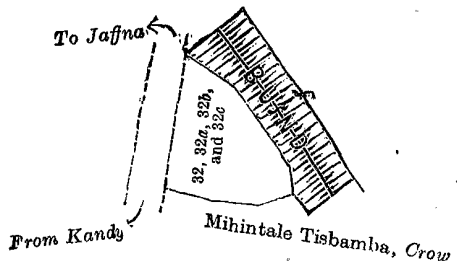 To Jaffna
BUND
32, 32a, 32b,
and 32c
From Kandy
Mihintale Tisbamba, Crow